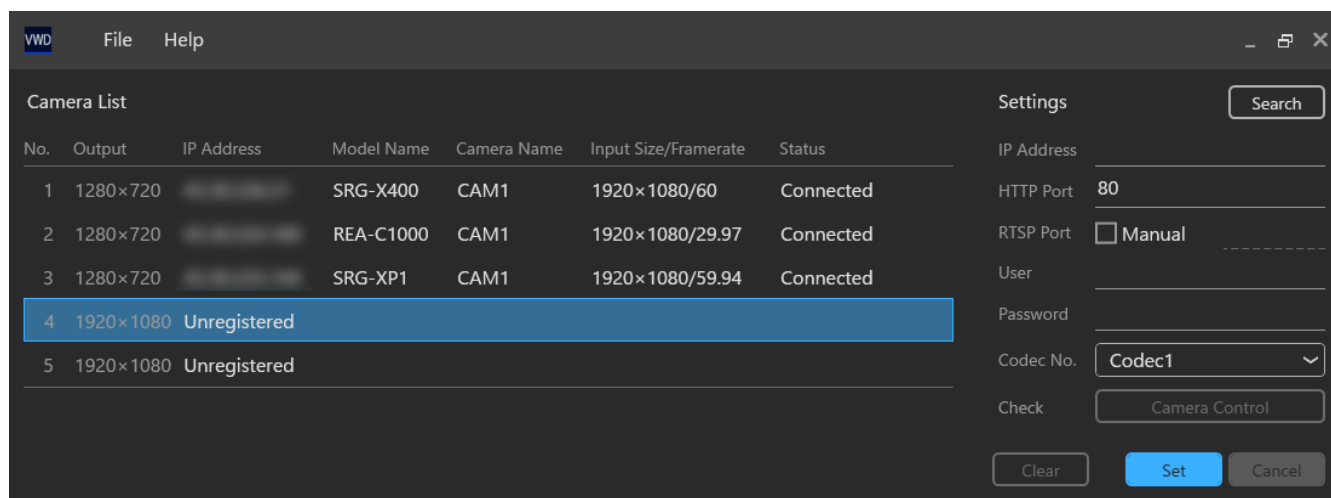 VWD File Help
Camera List
No. Output IP Address Model Name Camera Name Input Size/Framerate Status
1 1280×720 SRG-X400 CAM1 1920×1080/60 Connected
2 1280×720 REA-C1000 CAM1 1920×1080/29.97 Connected
3 1280×720 SRG-XP1 CAM1 1920×1080/59.94 Connected
4 1920×1080 Unregistered
5 1920×1080 Unregistered
Settings Search
IP Address
HTTP Port 80
RTSP Port Manual
User
Password
Codec No. Codec1
Check Camera Control
Clear Set Cancel